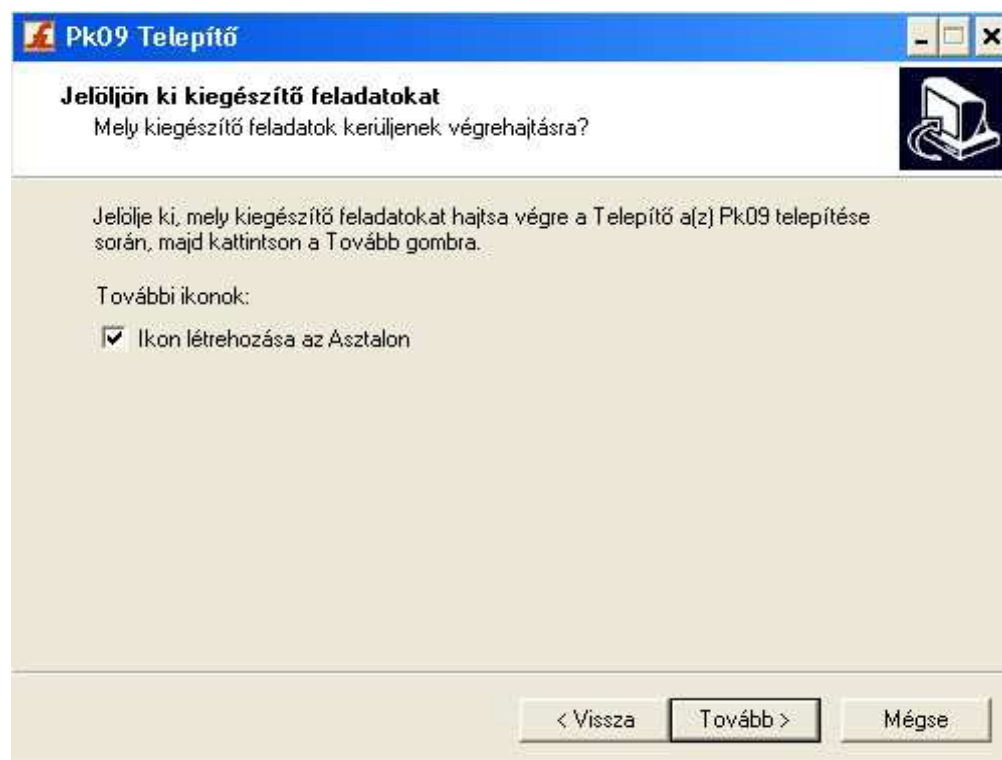 Pk09 Telepítő
Jelöljön ki kiegészítő feladatokat
Mely kiegészítő feladatok kerüljenek végrehajtásra?
Jelölje ki, mely kiegészítő feladatokat hajtsa végre a Telepítő a(z) Pk09 telepítése
során, majd kattintson a Tovább gombra.
További ikonok:
Ikon létrehozása az Asztalon
< Vissza
Tovább >
Mégse